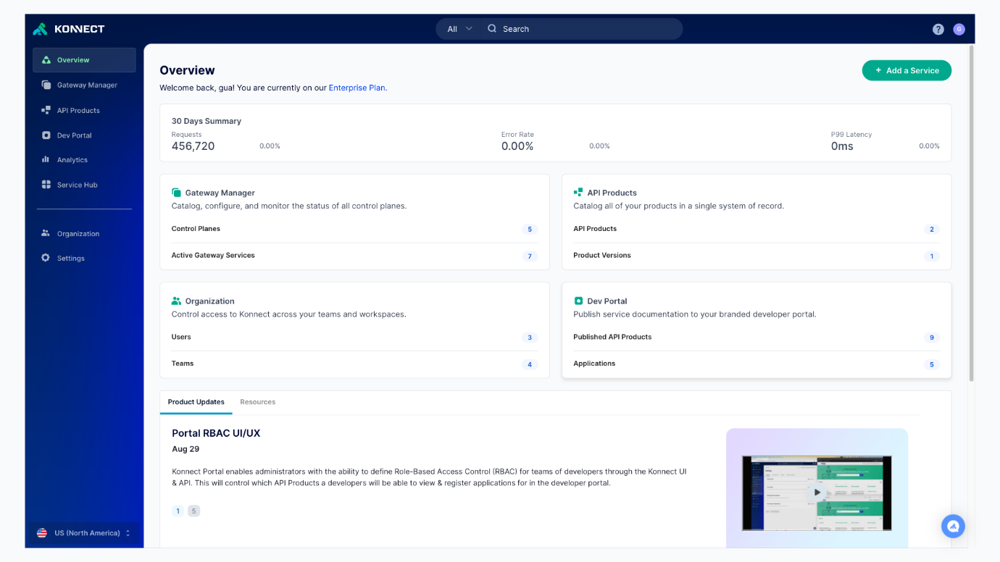 KONNECT
All
Search
?
G
Overview
Gateway Manager
API Products
Dev Portal
Analytics
Service Hub
Organization
Settings
US (North America)
Overview
+ Add a Service
Welcome back, gua! You are currently on our Enterprise Plan.
30 Days Summary
Requests
456,720
0.00%
Error Rate
0.00%
0.00%
P99 Latency
0ms
0.00%
Gateway Manager
Catalog, configure, and monitor the status of all control planes.
Control Planes
5
Active Gateway Services
7
API Products
Catalog all of your products in a single system of record.
API Products
2
Product Versions
1
Organization
Control access to Konnect across your teams and workspaces.
Users
3
Teams
4
Dev Portal
Publish service documentation to your branded developer portal.
Published API Products
9
Applications
5
Product Updates
Resources
Portal RBAC UI/UX
Aug 29
Konnect Portal enables administrators with the ability to define Role-Based Access Control (RBAC) for teams of developers through the Konnect UI
& API. This will control which API Products a developers will be able to view & register applications for in the developer portal.
1
5